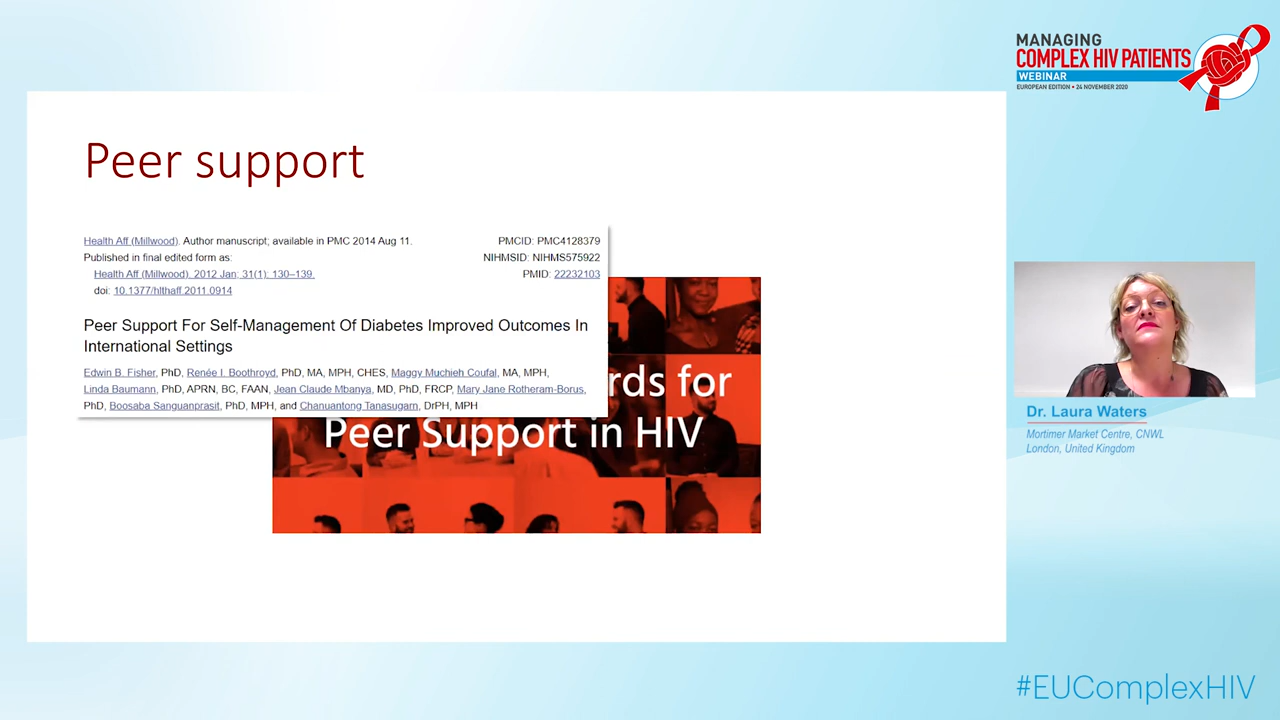 MANAGING
COMPLEX HIV PATIENTS
WEBINAR
EUROPEAN EDITION • 24 NOVEMBER 2020
Peer support
Health Aff (Millwood). Author manuscript; available in PMC 2014 Aug 11.
PMCID: PMC4128379
Published in final edited form as:
NIHMSID: NIHMS575922
Health Aff (Millwood). 2012 Jan; 31(1): 130–139.
PMID: 22232103
doi: 10.1377/hlthaff.2011.0914
Peer Support For Self-Management Of Diabetes Improved Outcomes In
International Settings
Edwin B. Fisher, PhD, Renée I. Boothroyd, PhD, MA, MPH, CHES, Maggy Muchieh Coufal, MA, MPH,
Linda Baumann, PhD, APRN, BC, FAAN, Jean Claude Mbanya, MD, PhD, FRCP, Mary Jane Rotheram-Borus,
PhD, Boosaba Sanguanprasit, PhD, MPH, and Chanuantong Tanasugarn, DrPH, MPH
rds for
Peer Support in HIV
Dr. Laura Waters
Mortimer Market Centre, CNWL
London, United Kingdom
#EUComplexHIV